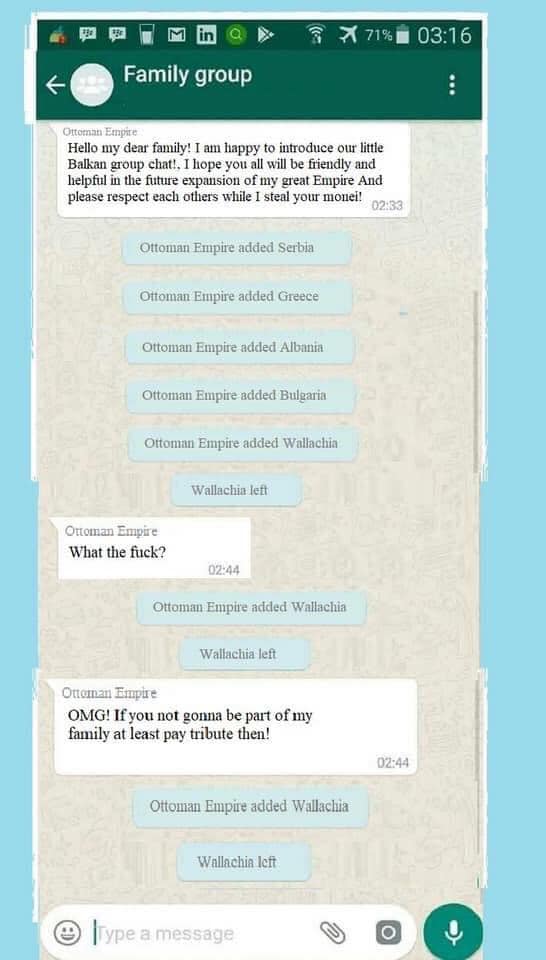 71% 03:16
Family group
Ottoman Empire
Hello my dear family! I am happy to introduce our little
Balkan group chat!, I hope you all will be friendly and
helpful in the future expansion of my great Empire And
please respect each others while I steal your monei!
02:33
Ottoman Empire added Serbia
Ottoman Empire added Greece
Ottoman Empire added Albania
Ottoman Empire added Bulgaria
Ottoman Empire added Wallachia
Wallachia left
Ottoman Empire
What the fuck?
02:44
Ottoman Empire added Wallachia
Wallachia left
Ottoman Empire
OMG! If you not gonna be part of my
family at least pay tribute then!
02:44
Ottoman Empire added Wallachia
Wallachia left
Type a message